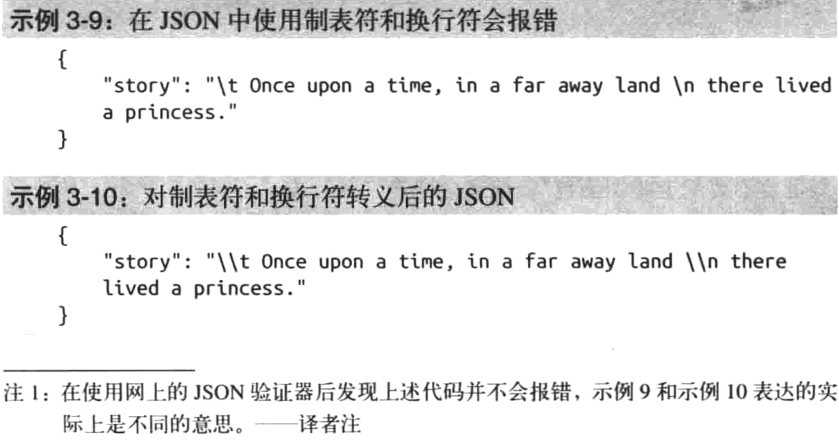 示例 3-9：在 JSON 中使用制表符和换行符会报错
{
"story": "\t Once upon a time, in a far away land \n there lived
a princess."
}
示例 3-10：对制表符和换行符转义后的 JSON
{
"story": "\\t Once upon a time, in a far away land \\n there
lived a princess."
}
注 1：在使用网上的 JSON 验证器后发现上述代码并不会报错，示例 9 和示例 10 表达的实
际上是不同的意思。——译者注